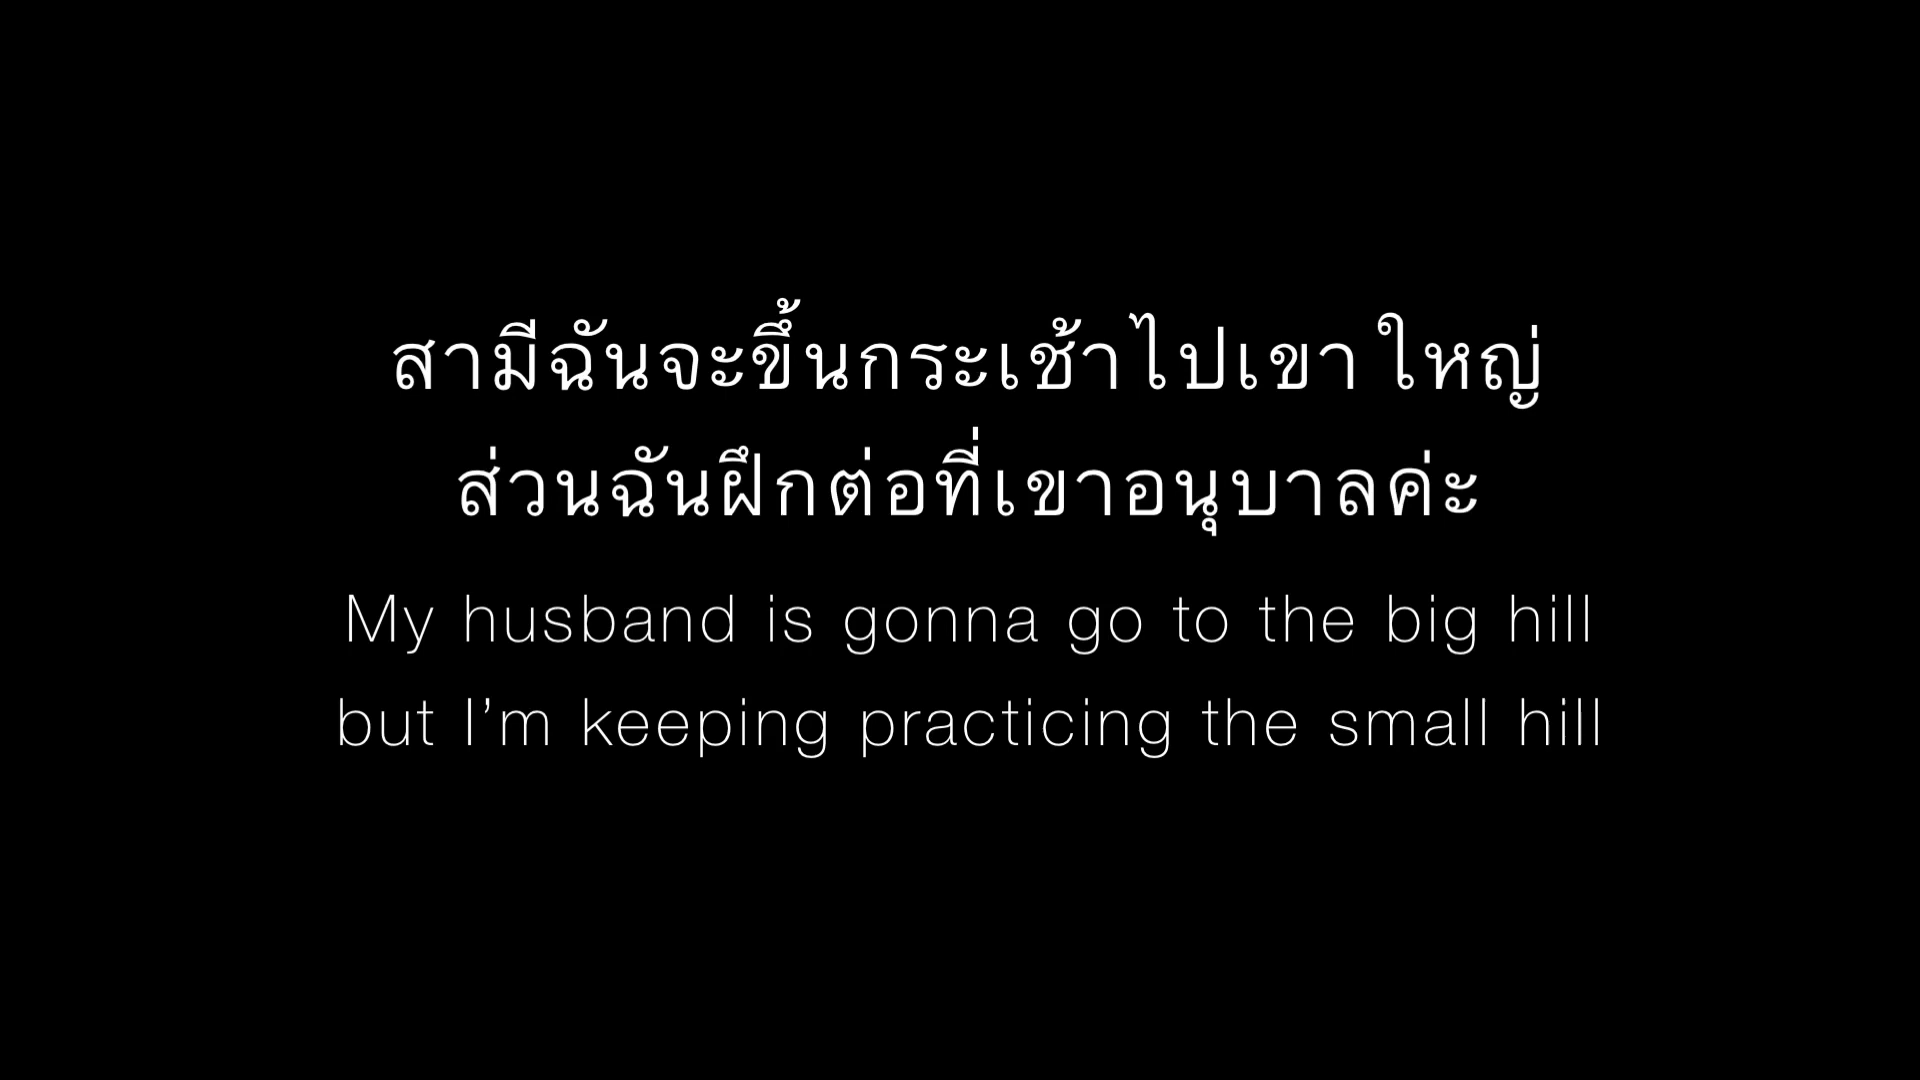 สามีฉันจะขึ้นกระเช้าไปเขาใหญ่
ส่วนฉันฝึกต่อที่เขาอนุบาลค่ะ
My husband is gonna go to the big hill
but I’m keeping practicing the small hill